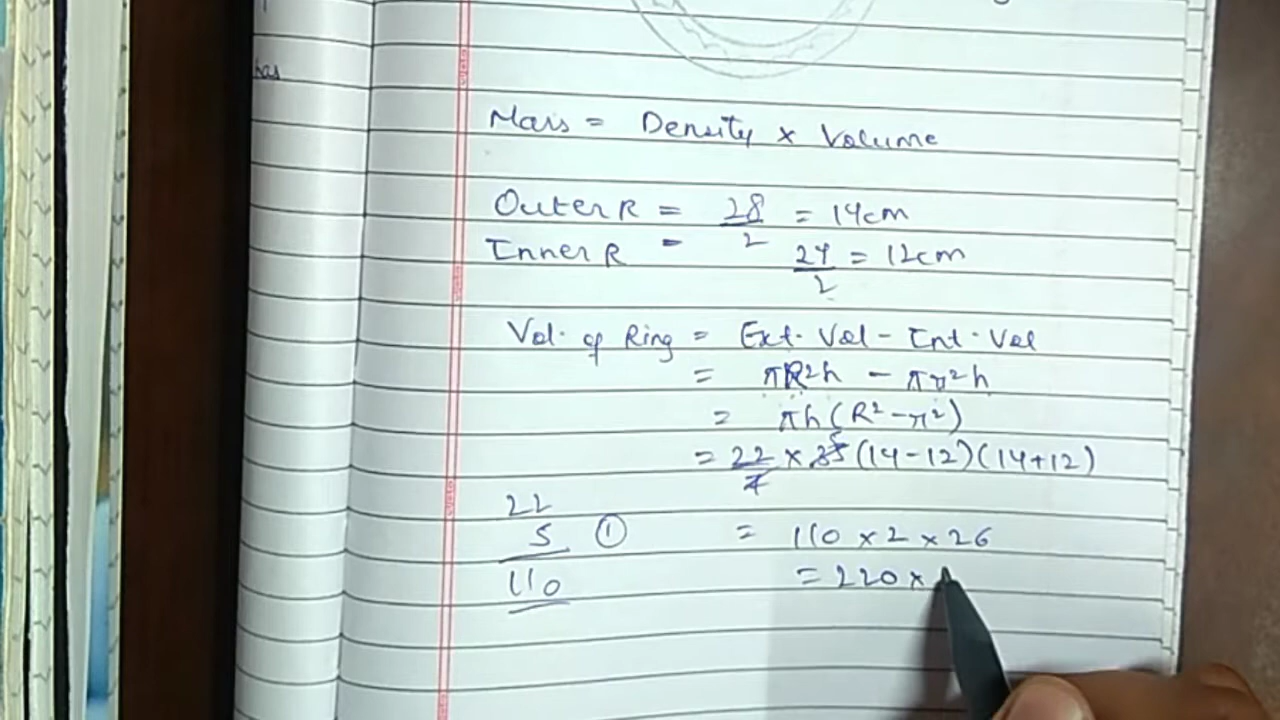 has
Mass = Density x Volume
Outer R = 28/2 = 14cm
Inner R = 24/2 = 12cm
Vol. of Ring = Ext. Vol - Int. Vol
= πR²h - πr²h
= πh(R² - r²)
= 22/7 x 35 5 (14-12)(14+12)
22
5 ①
110
= 110 x 2 x 26
= 220 x